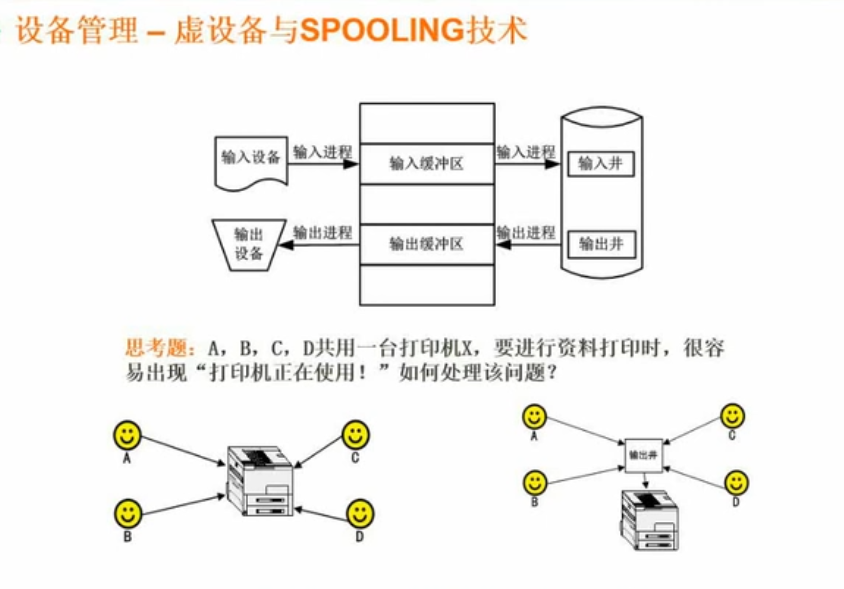 设备管理 – 虚设备与SPOOLING技术
输入设备
输入进程
输入缓冲区
输入进程
输入井
输出
设备
输出进程
输出缓冲区
输出进程
输出井
思考题：A，B，C，D共用一台打印机X，要进行资料打印时，很容
易出现“打印机正在使用！”如何处理该问题？
A
C
B
D
A
C
输出井
B
D